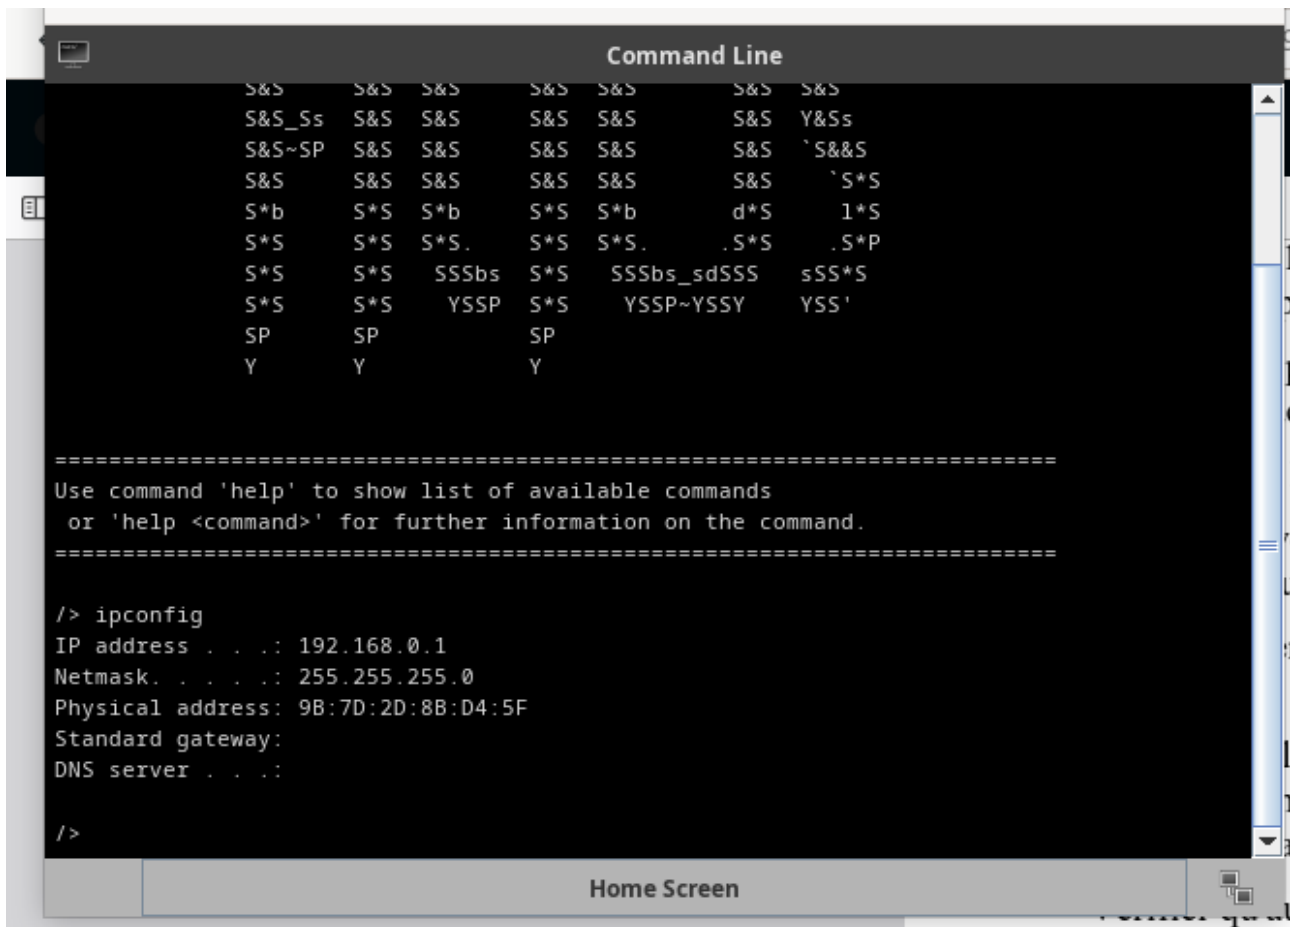 Command Line
S&S S&S S&S S&S S&S S&S S&S
S&S_Ss S&S S&S S&S S&S S&S Y&Ss
S&S~SP S&S S&S S&S S&S S&S `S&&S
S&S S&S S&S S&S S&S S&S `S*S
S*b S*S S*b S*S S*b d*S l*S
S*S S*S S*S. S*S S*S. .S*S .S*P
S*S S*S SSSbs S*S SSSbs_sdSSS sSS*S
S*S S*S YSSP S*S YSSP~YSSY YSS'
SP SP SP
Y Y Y
==========================================================================
Use command 'help' to show list of available commands
or 'help <command>' for further information on the command.
==========================================================================
/> ipconfig
IP address . . .: 192.168.0.1
Netmask. . . . .: 255.255.255.0
Physical address: 9B:7D:2D:8B:D4:5F
Standard gateway:
DNS server . . .:
/>
Home Screen